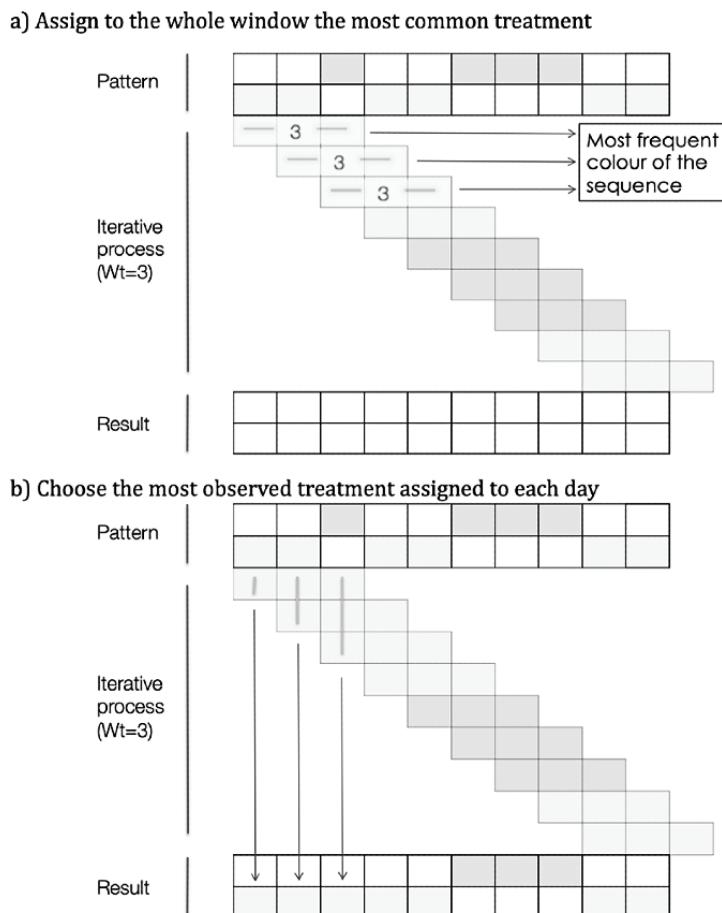 a) Assign to the whole window the most common treatment
Pattern
3
3
3
Most frequent
colour of the
sequence
Iterative
process
(Wt=3)
Result
b) Choose the most observed treatment assigned to each day
Pattern
Iterative
process
(Wt=3)
Result